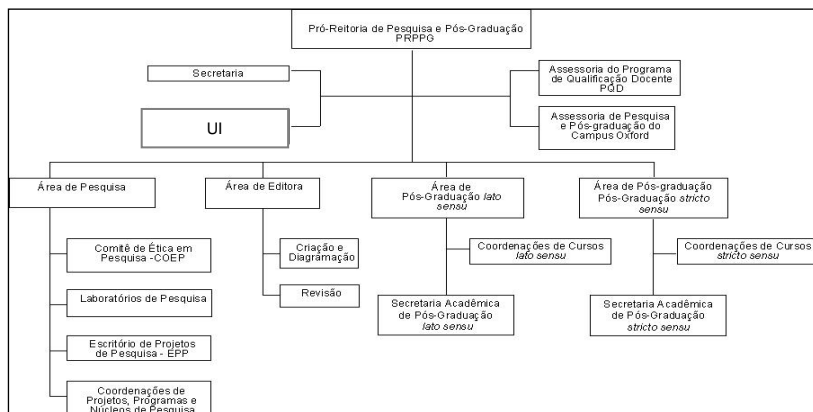 Pró-Reitoria de Pesquisa e Pós-Graduação
PRPPG
Secretaria
Assessoria do Programa
de Qualificação Docente
PQD
UI
Assessoria de Pesquisa
e Pós-graduação do
Campus Oxford
Área de Pesquisa
Área de Editora
Área de
Pós-Graduação lato
sensu
Área de Pós-graduação
Pós-Graduação stricto
sensu
Comitê de Ética em
Pesquisa -COEP
Criação e
Diagramação
Coordenações de Cursos
lato sensu
Coordenações de Cursos
stricto sensu
Laboratórios de Pesquisa
Revisão
Secretaria Acadêmica
de Pós-Graduação
lato sensu
Secretaria Acadêmica
de Pós-Graduação
stricto sensu
Escritório de Projetos
de Pesquisa - EPP
Coordenações de
Projetos, Programas e
Núcleos de Pesquisa